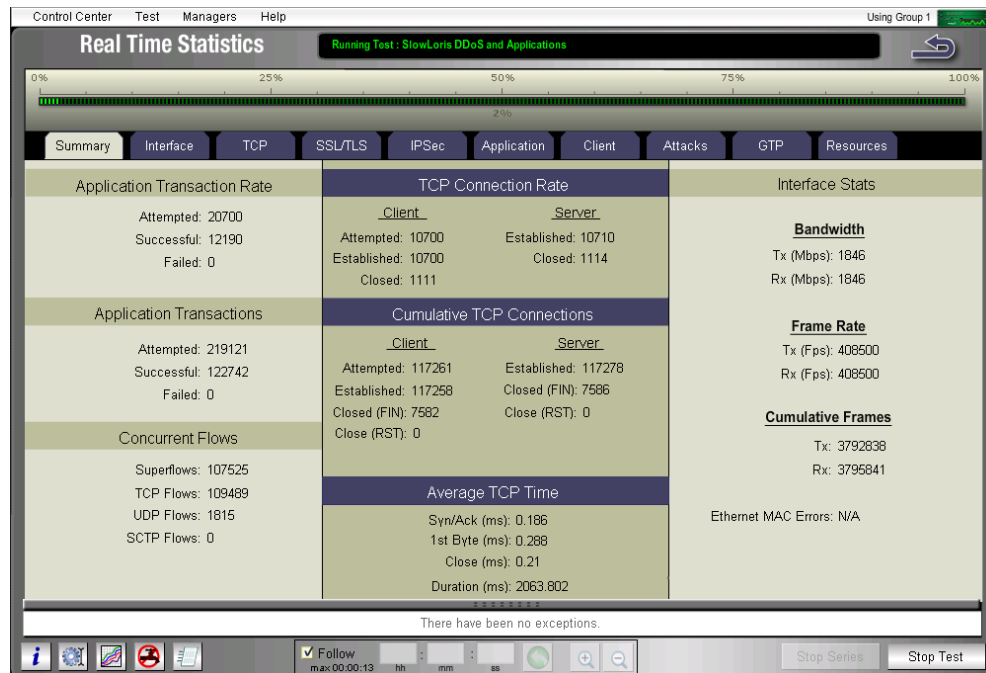 Control Center Test Managers Help
Using Group 1
Real Time Statistics
Running Test : SlowLoris DDoS and Applications
0% 25% 50% 75% 100%
2%
Summary Interface TCP SSL/TLS IPSec Application Client Attacks GTP Resources
Application Transaction Rate
Attempted: 20700
Successful: 12190
Failed: 0
Application Transactions
Attempted: 219121
Successful: 122742
Failed: 0
Concurrent Flows
Superflows: 107525
TCP Flows: 109489
UDP Flows: 1815
SCTP Flows: 0
TCP Connection Rate
Client Server
Attempted: 10700 Established: 10710
Established: 10700 Closed: 1114
Closed: 1111
Cumulative TCP Connections
Client Server
Attempted: 117261 Established: 117278
Established: 117258 Closed (FIN): 7586
Closed (FIN): 7582 Close (RST): 0
Close (RST): 0
Average TCP Time
Syn/Ack (ms): 0.186
1st Byte (ms): 0.288
Close (ms): 0.21
Duration (ms): 2063.802
Interface Stats
Bandwidth
Tx (Mbps): 1846
Rx (Mbps): 1846
Frame Rate
Tx (Fps): 408500
Rx (Fps): 408500
Cumulative Frames
Tx: 3792838
Rx: 3795841
Ethernet MAC Errors: N/A
There have been no exceptions.
i
Follow : :
max 00:00:13 hh mm ss
Stop Series Stop Test